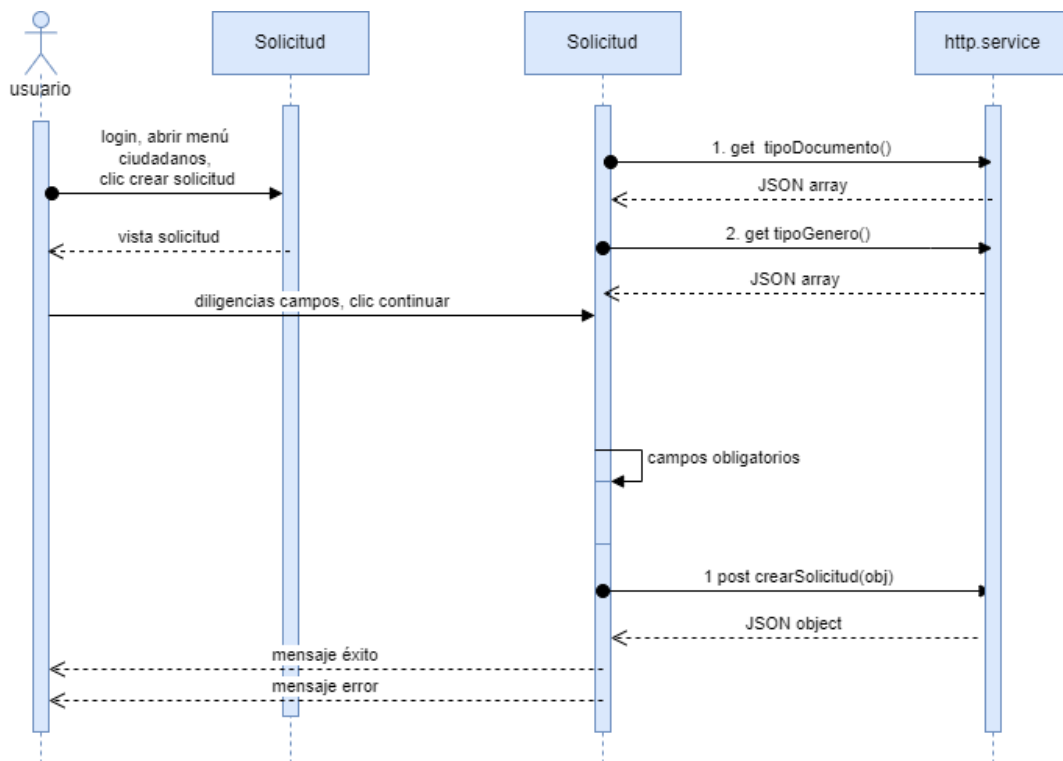 Solicitud
Solicitud
http.service
usuario
login, abrir menú
ciudadanos,
clic crear solicitud
1. get tipoDocumento()
JSON array
vista solicitud
2. get tipoGenero()
JSON array
diligencias campos, clic continuar
campos obligatorios
1 post crearSolicitud(obj)
JSON object
mensaje éxito
mensaje error